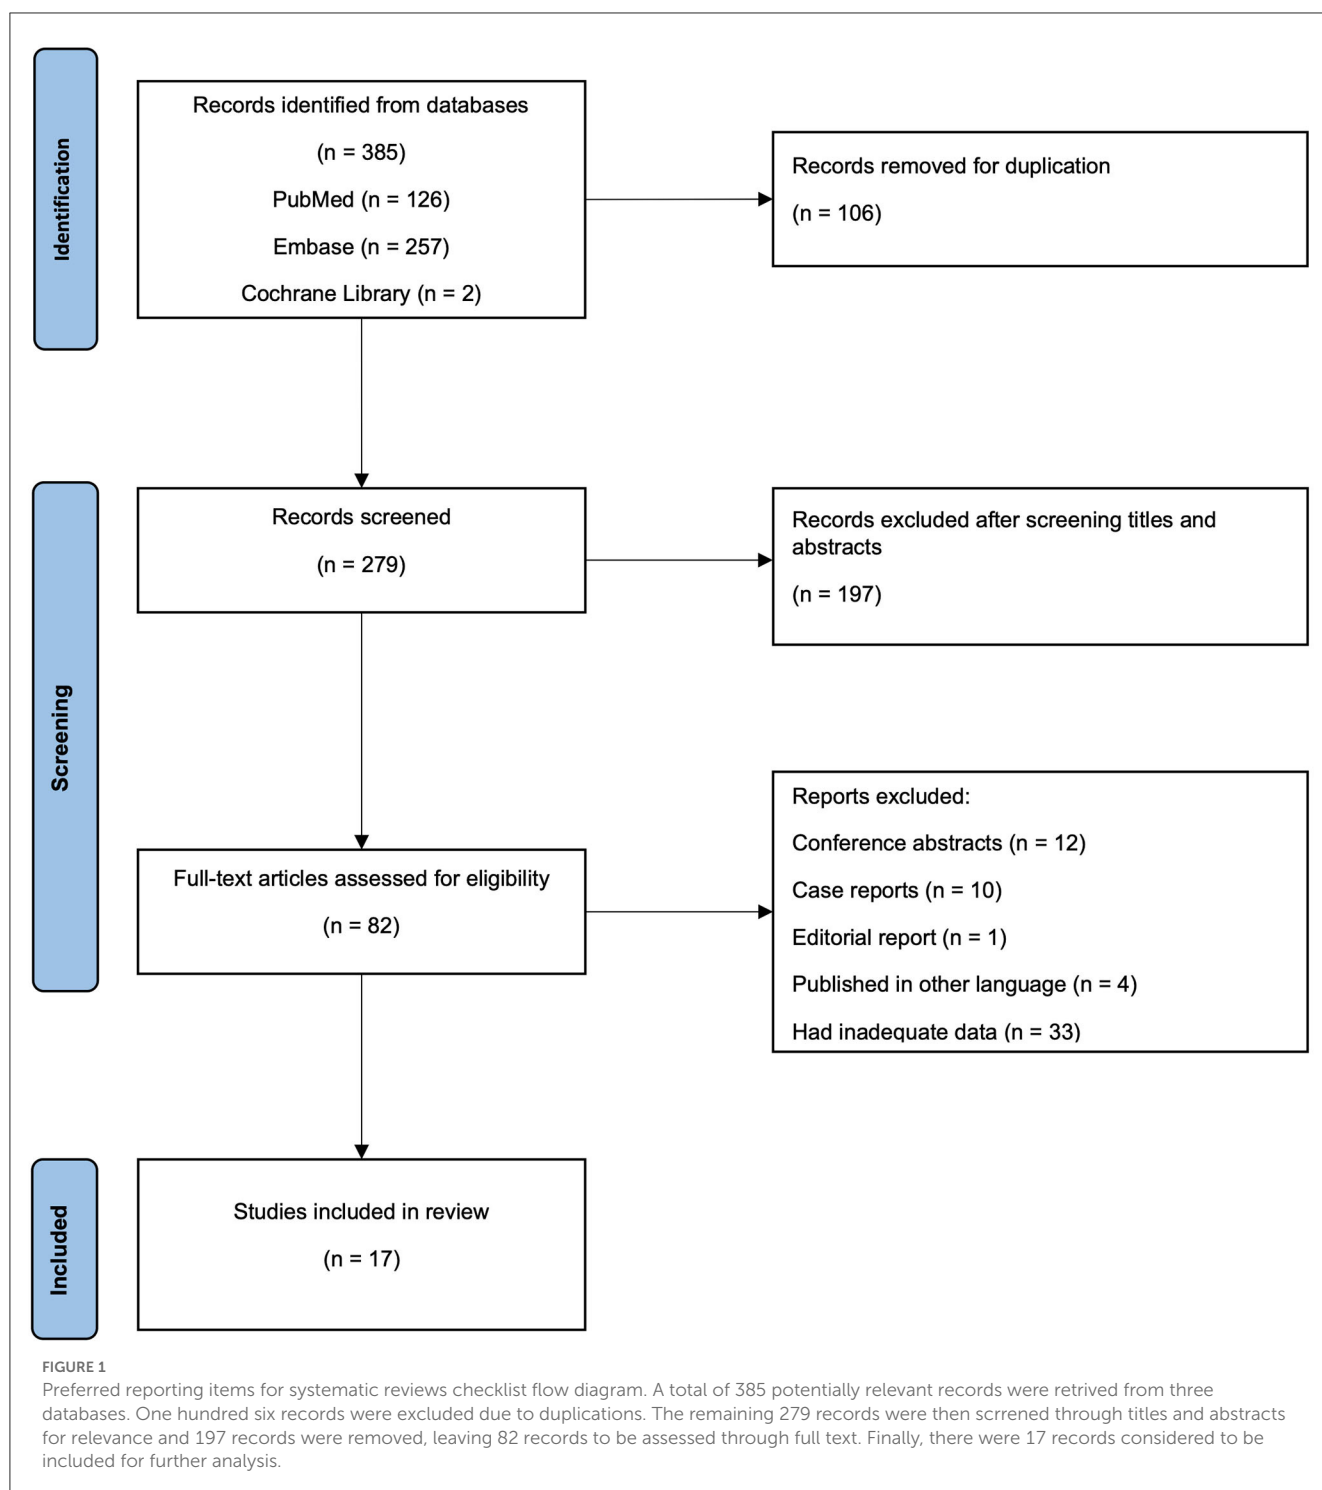 Identification
Records identified from databases
(n = 385)
PubMed (n = 126)
Embase (n = 257)
Cochrane Library (n = 2)
Records removed for duplication
(n = 106)
Screening
Records screened
(n = 279)
Records excluded after screening titles and
abstracts
(n = 197)
Full-text articles assessed for eligibility
(n = 82)
Reports excluded:
Conference abstracts (n = 12)
Case reports (n = 10)
Editorial report (n = 1)
Published in other language (n = 4)
Had inadequate data (n = 33)
Included
Studies included in review
(n = 17)
FIGURE 1
Preferred reporting items for systematic reviews checklist flow diagram. A total of 385 potentially relevant records were retrived from three
databases. One hundred six records were excluded due to duplications. The remaining 279 records were then scrrened through titles and abstracts
for relevance and 197 records were removed, leaving 82 records to be assessed through full text. Finally, there were 17 records considered to be
included for further analysis.